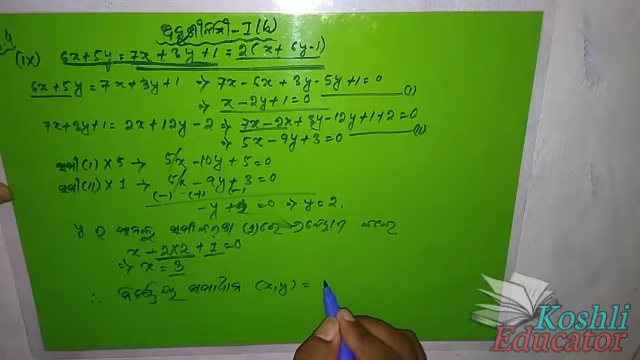 ଅନୁଶୀଳନୀ - 1(b)
(ix) 6x+5y = 7x+3y+1 = 2(x+6y-1)
6x+5y = 7x+3y+1 ⇒ 7x-6x+3y-5y+1=0
⇒ x-2y+1=0 (i)
7x+3y+1 = 2x+12y-2 ⇒ 7x-2x+3y-12y+1+2=0
⇒ 5x-9y+3=0 (ii)
(i) × 5 → 5x-10y+5=0
(ii) × 1 → 5x-9y+3=0
(-) (+) (-)
-y+2=0 ⇒ y=2.
y ର ମାନକୁ
x-2×2+1=0
⇒ x=3
∴ ସମାଧାନ (x,y) =
Koshli
Educator